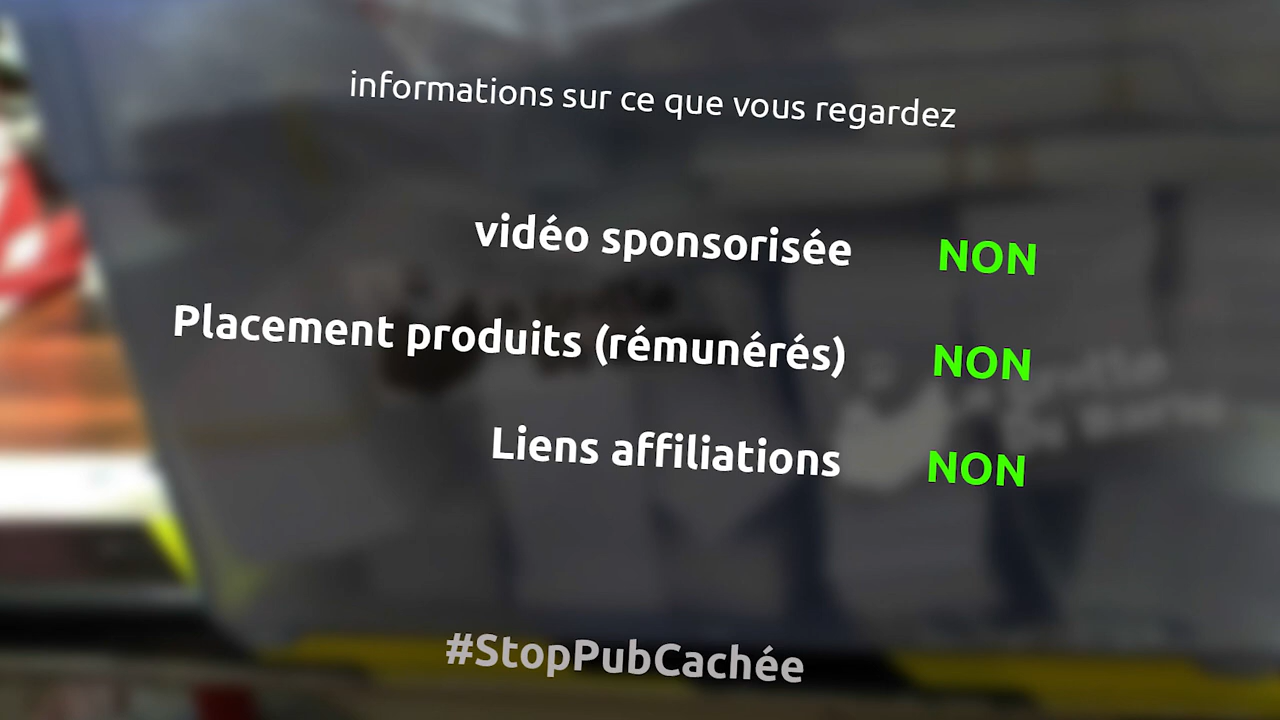 informations sur ce que vous regardez
vidéo sponsorisée NON
Placement produits (rémunérés) NON
Liens affiliations NON
#StopPubCachée